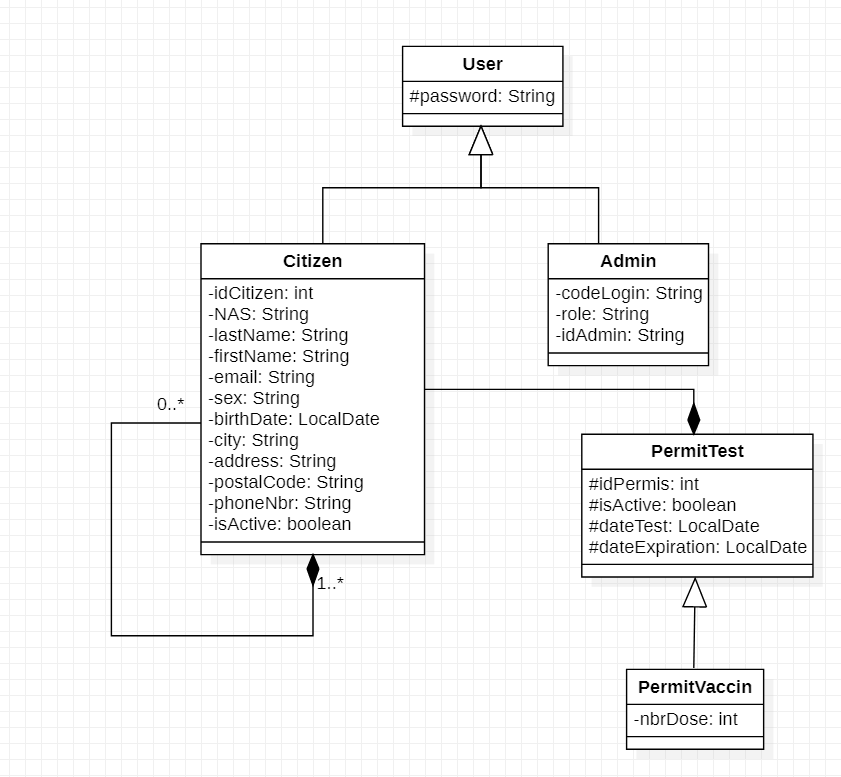 User
#password: String
Citizen
-idCitizen: int
-NAS: String
-lastName: String
-firstName: String
-email: String
-sex: String
-birthDate: LocalDate
-city: String
-address: String
-postalCode: String
-phoneNbr: String
-isActive: boolean
Admin
-codeLogin: String
-role: String
-idAdmin: String
0..*
1..*
PermitTest
#idPermis: int
#isActive: boolean
#dateTest: LocalDate
#dateExpiration: LocalDate
PermitVaccin
-nbrDose: int